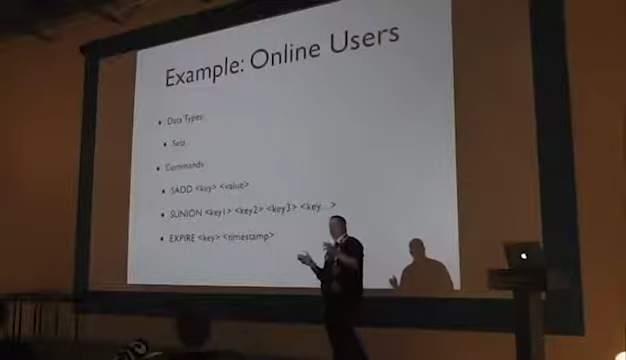 Example: Online Users
• Data Types:
• Sets
• Commands:
• SADD <key> <value>
• SUNION <key1> <key2> <key3> <key...>
• EXPIRE <key> <timestamp>